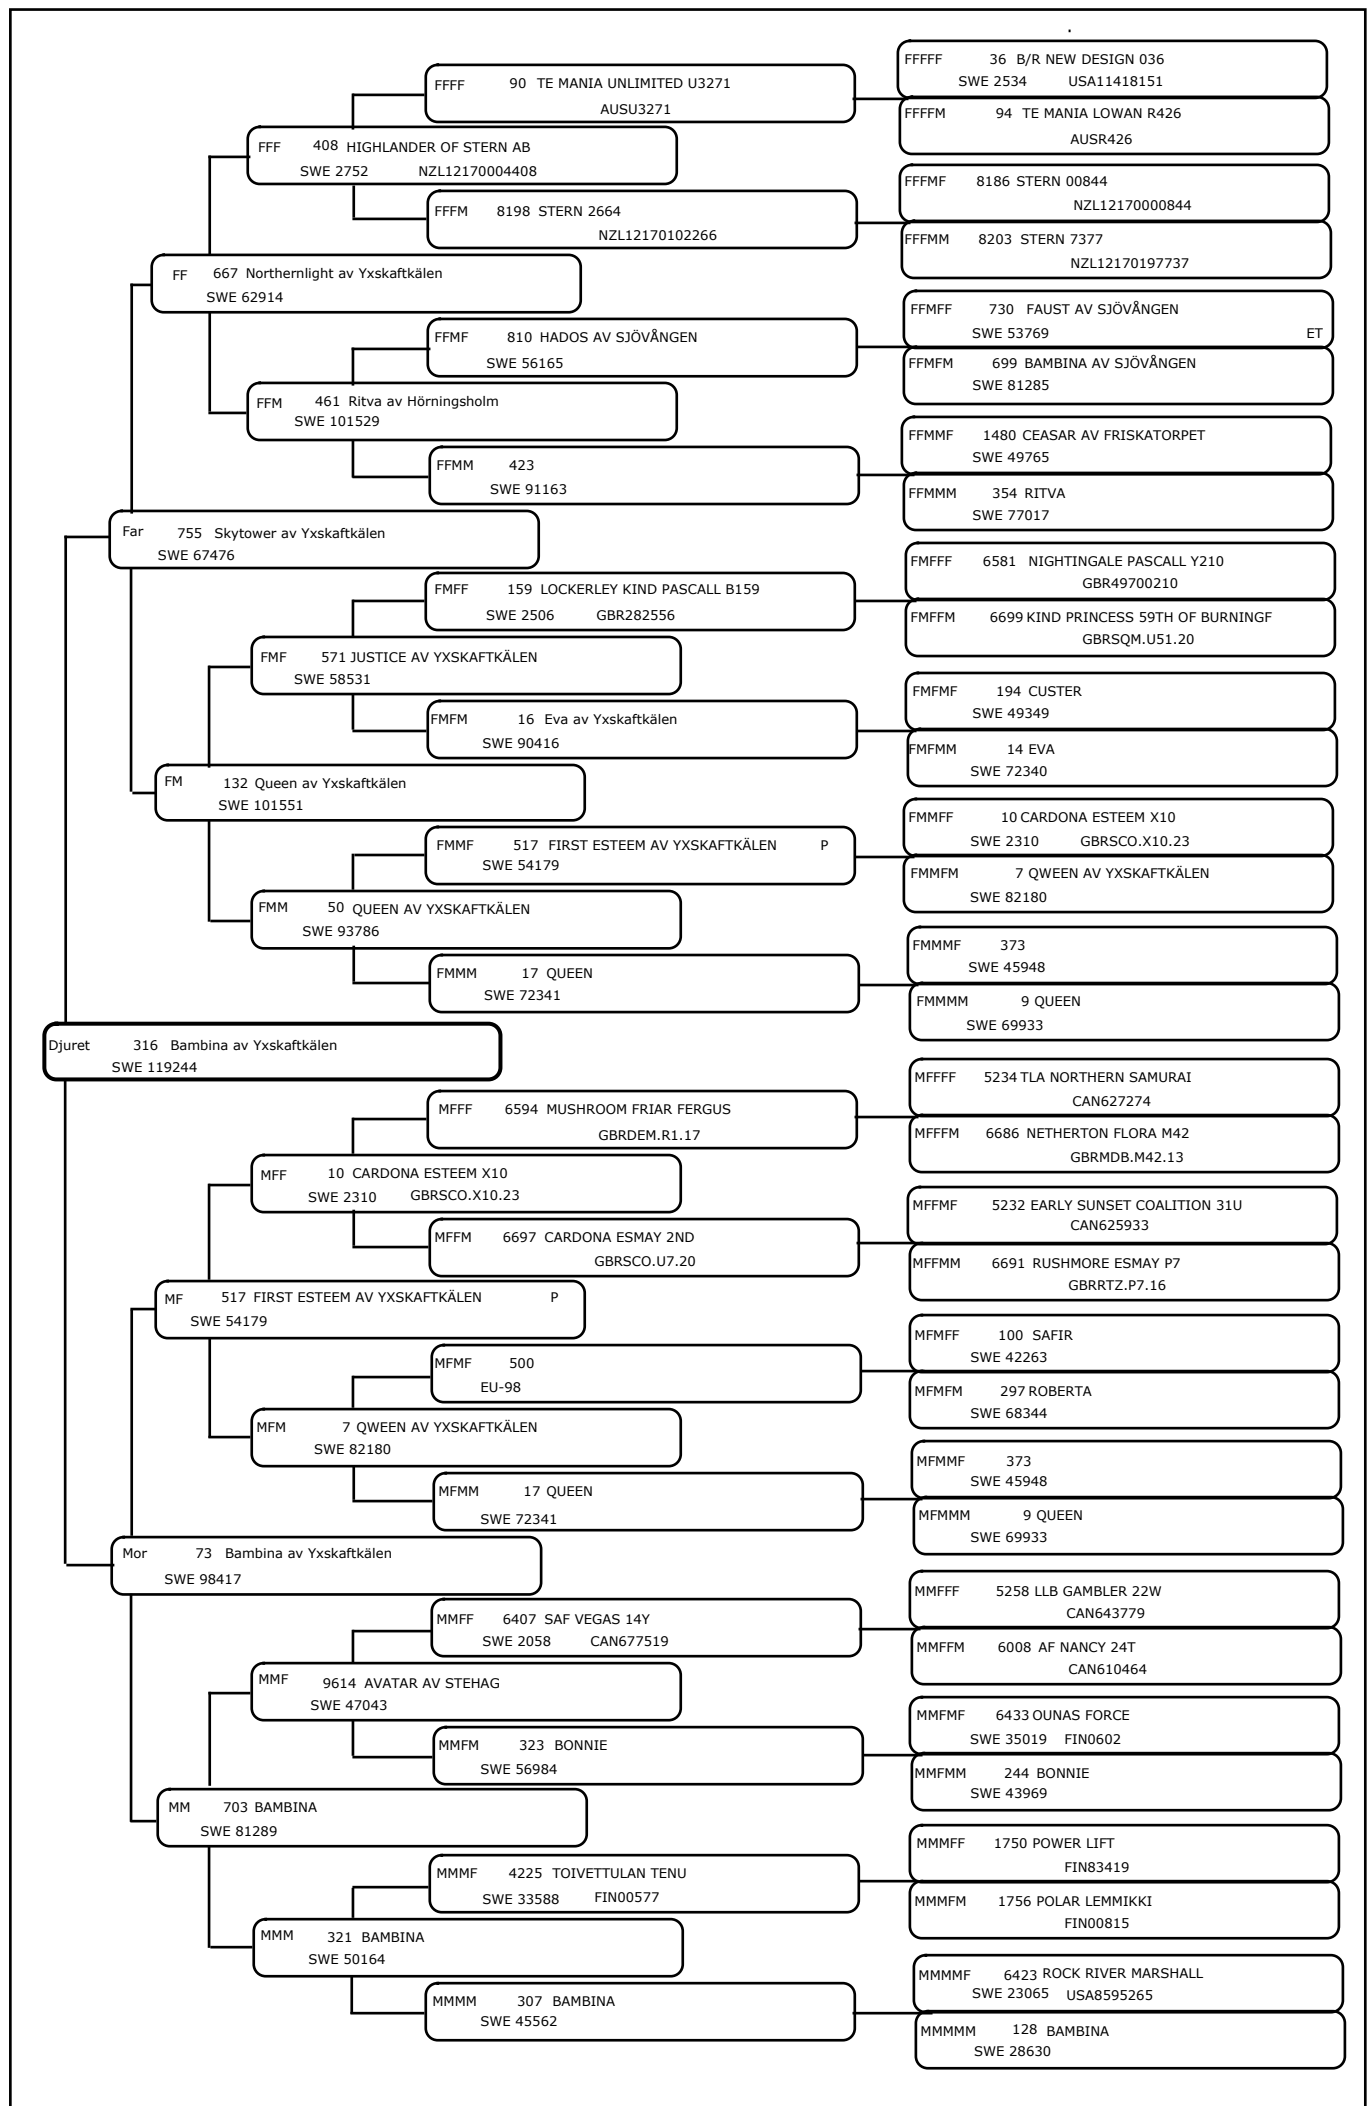 FFFFF 36 B/R NEW DESIGN 036
SWE 2534 USA11418151
FFFF 90 TE MANIA UNLIMITED U3271
AUSU3271
FFFFM 94 TE MANIA LOWAN R426
AUSR426
FFF 408 HIGHLANDER OF STERN AB
SWE 2752 NZL12170004408
FFFMF 8186 STERN 00844
NZL12170000844
FFFM 8198 STERN 2664
NZL12170102266
FFFMM 8203 STERN 7377
NZL12170197737
FF 667 Northernlight av Yxskaftkälen
SWE 62914
FFMFF 730 FAUST AV SJÖVÅNGEN
SWE 53769 ET
FFMF 810 HADOS AV SJÖVÅNGEN
SWE 56165
FFMFM 699 BAMBINA AV SJÖVÅNGEN
SWE 81285
FFM 461 Ritva av Hörningsholm
SWE 101529
FFMMF 1480 CEASAR AV FRISKATORPET
SWE 49765
FFMM 423
SWE 91163
FFMMM 354 RITVA
SWE 77017
Far 755 Skytower av Yxskaftkälen
SWE 67476
FMFFF 6581 NIGHTINGALE PASCALL Y210
GBR49700210
FMFF 159 LOCKERLEY KIND PASCALL B159
SWE 2506 GBR282556
FMFFM 6699 KIND PRINCESS 59TH OF BURNINGF
GBRSQM.U51.20
FMF 571 JUSTICE AV YXSKAFTKÄLEN
SWE 58531
FMFMF 194 CUSTER
SWE 49349
FMFM 16 Eva av Yxskaftkälen
SWE 90416
FMFMM 14 EVA
SWE 72340
FM 132 Queen av Yxskaftkälen
SWE 101551
FMMFF 10 CARDONA ESTEEM X10
SWE 2310 GBRSCO.X10.23
FMMF 517 FIRST ESTEEM AV YXSKAFTKÄLEN P
SWE 54179
FMMFM 7 QWEEN AV YXSKAFTKÄLEN
SWE 82180
FMM 50 QUEEN AV YXSKAFTKÄLEN
SWE 93786
FMMMF 373
SWE 45948
FMMM 17 QUEEN
SWE 72341
FMMMM 9 QUEEN
SWE 69933
Djuret 316 Bambina av Yxskaftkälen
SWE 119244
MFFFF 5234 TLA NORTHERN SAMURAI
CAN627274
MFFF 6594 MUSHROOM FRIAR FERGUS
GBRDEM.R1.17
MFFFM 6686 NETHERTON FLORA M42
GBRMDB.M42.13
MFF 10 CARDONA ESTEEM X10
SWE 2310 GBRSCO.X10.23
MFFMF 5232 EARLY SUNSET COALITION 31U
CAN625933
MFFM 6697 CARDONA ESMAY 2ND
GBRSCO.U7.20
MFFMM 6691 RUSHMORE ESMAY P7
GBRRTZ.P7.16
MF 517 FIRST ESTEEM AV YXSKAFTKÄLEN P
SWE 54179
MFMFF 100 SAFIR
SWE 42263
MFMF 500
EU-98
MFMFM 297 ROBERTA
SWE 68344
MFM 7 QWEEN AV YXSKAFTKÄLEN
SWE 82180
MFMMF 373
SWE 45948
MFMM 17 QUEEN
SWE 72341
MFMMM 9 QUEEN
SWE 69933
Mor 73 Bambina av Yxskaftkälen
SWE 98417
MMFFF 5258 LLB GAMBLER 22W
CAN643779
MMFF 6407 SAF VEGAS 14Y
SWE 2058 CAN677519
MMFFM 6008 AF NANCY 24T
CAN610464
MMF 9614 AVATAR AV STEHAG
SWE 47043
MMFMF 6433 OUNAS FORCE
SWE 35019 FIN0602
MMFM 323 BONNIE
SWE 56984
MMFMM 244 BONNIE
SWE 43969
MM 703 BAMBINA
SWE 81289
MMMFF 1750 POWER LIFT
FIN83419
MMMF 4225 TOIVETTULAN TENU
SWE 33588 FIN00577
MMMFM 1756 POLAR LEMMIKKI
FIN00815
MMM 321 BAMBINA
SWE 50164
MMMMF 6423 ROCK RIVER MARSHALL
SWE 23065 USA8595265
MMMM 307 BAMBINA
SWE 45562
MMMMM 128 BAMBINA
SWE 28630